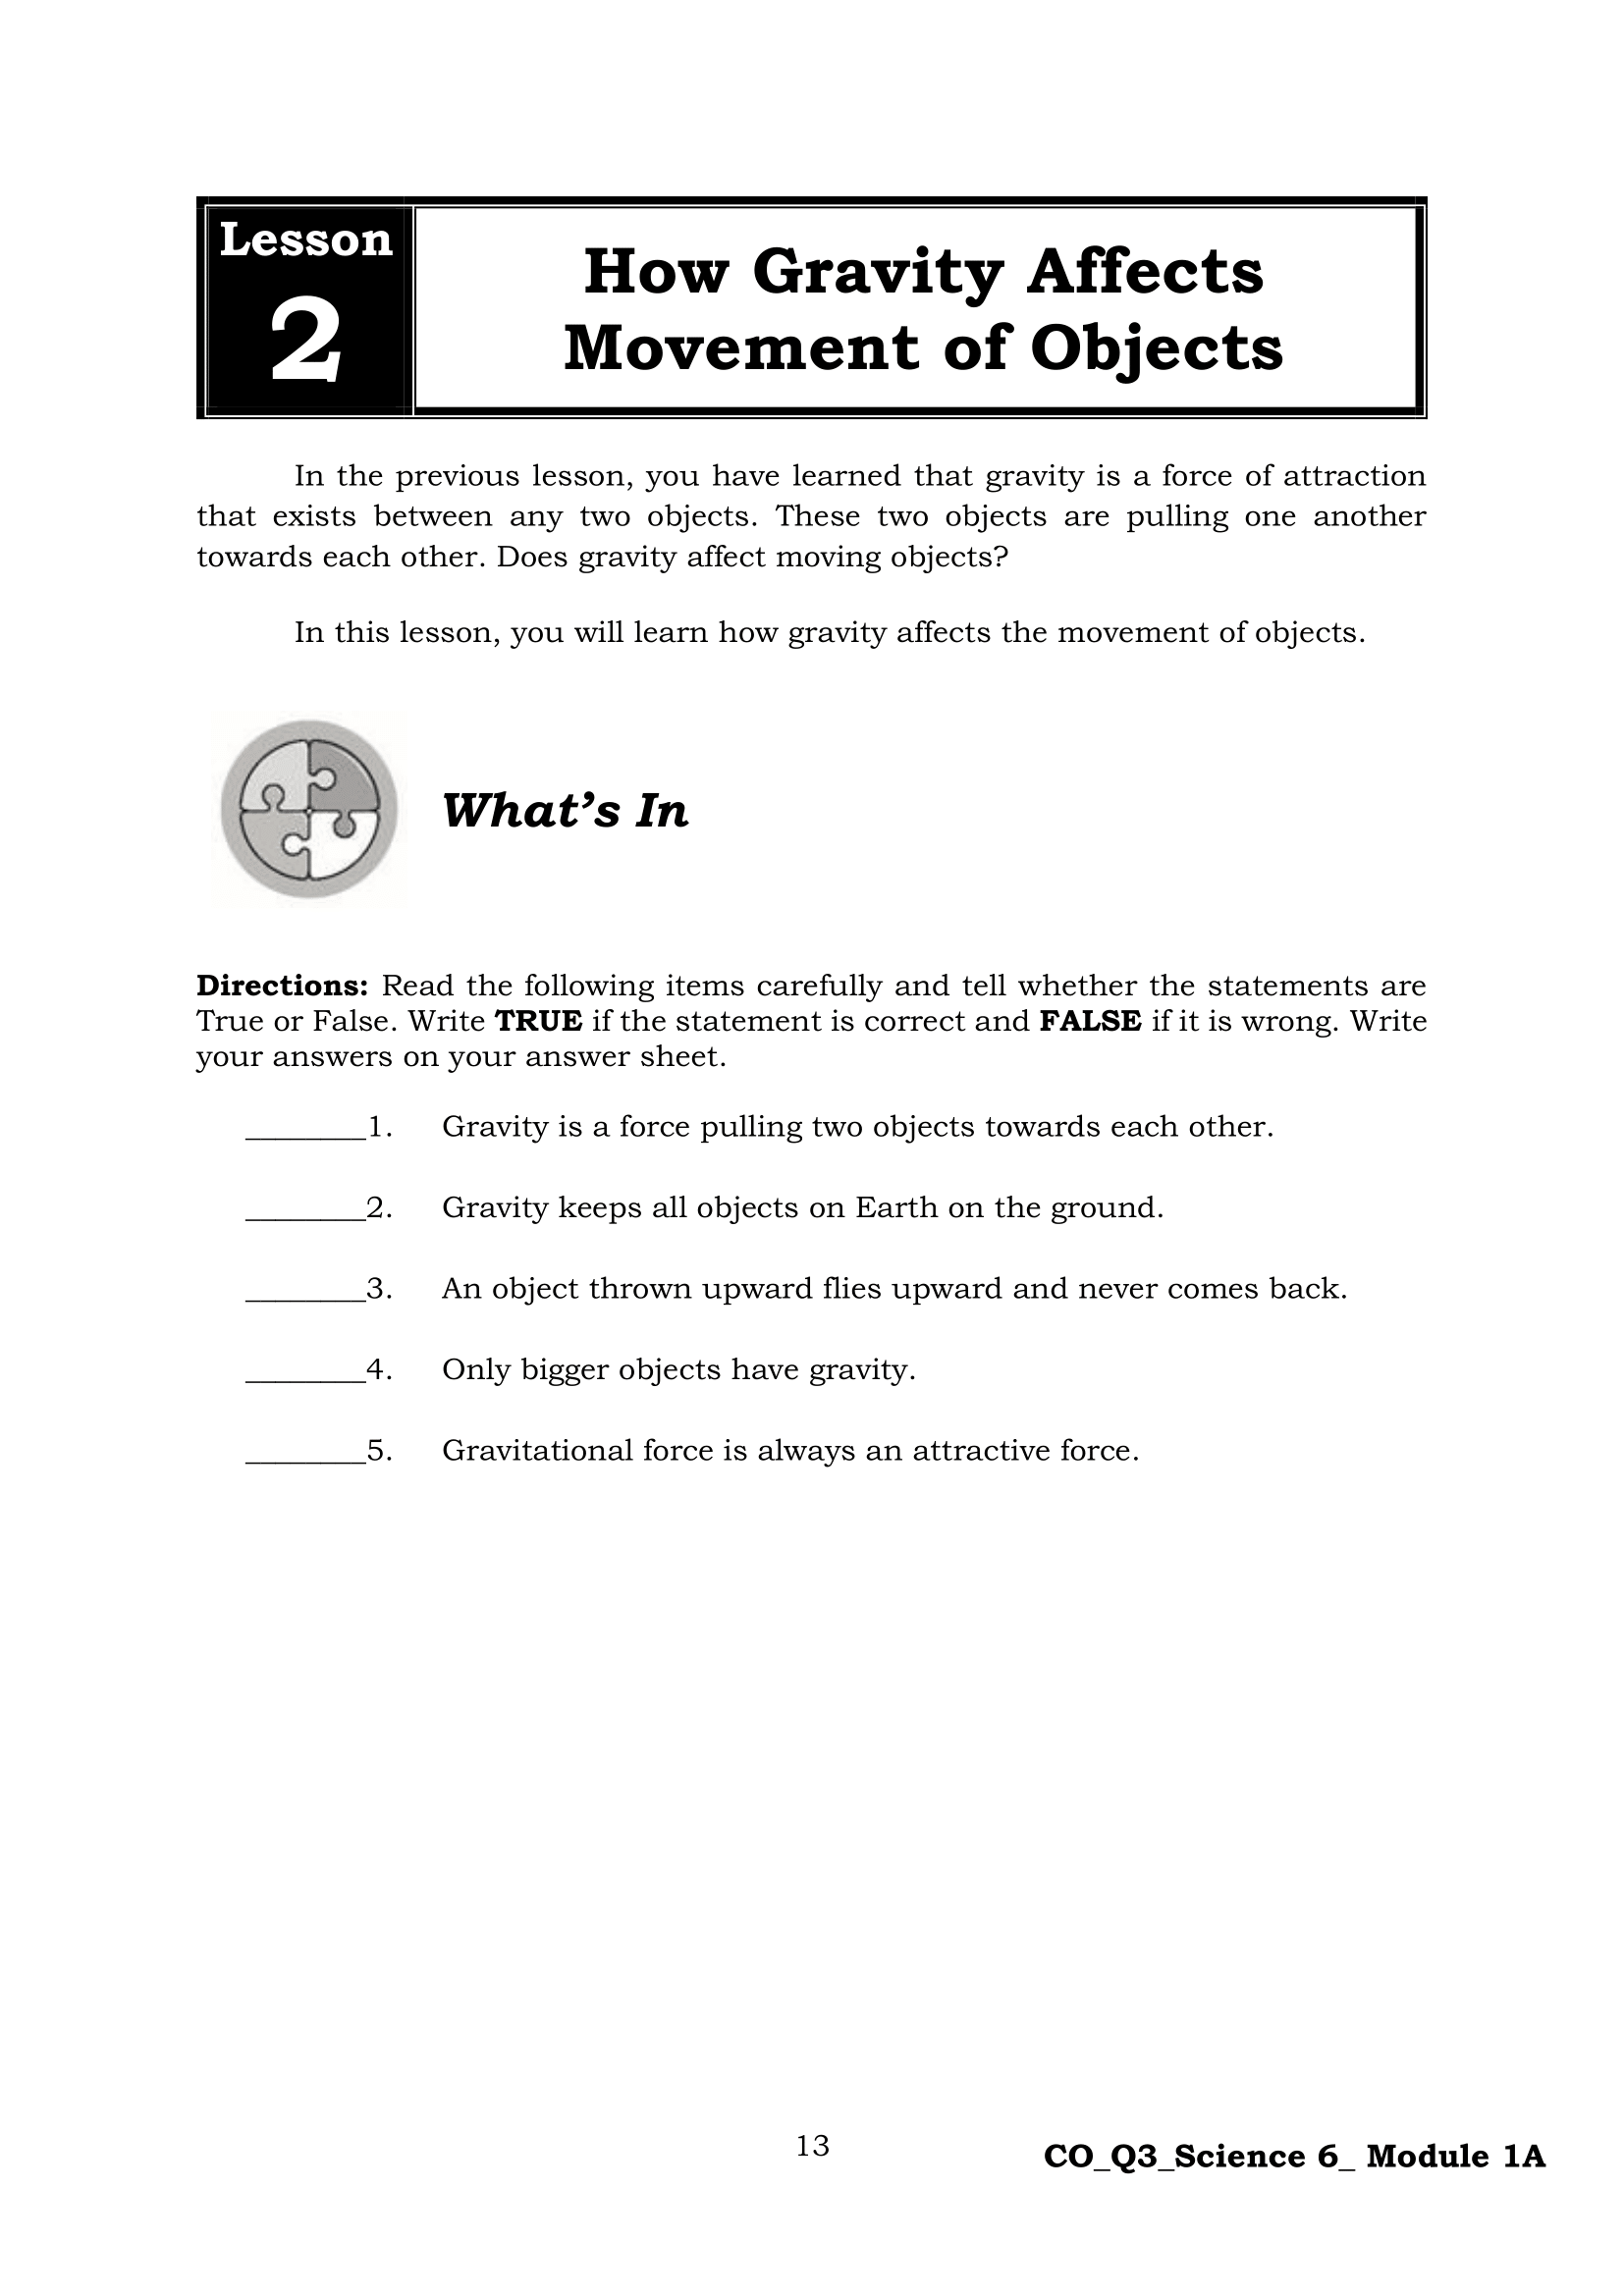 Lesson
2
How Gravity Affects
Movement of Objects
In the previous lesson, you have learned that gravity is a force of attraction
that exists between any two objects. These two objects are pulling one another
towards each other. Does gravity affect moving objects?
In this lesson, you will learn how gravity affects the movement of objects.
What’s In
Directions: Read the following items carefully and tell whether the statements are
True or False. Write TRUE if the statement is correct and FALSE if it is wrong. Write
your answers on your answer sheet.
________1. Gravity is a force pulling two objects towards each other.
________2. Gravity keeps all objects on Earth on the ground.
________3. An object thrown upward flies upward and never comes back.
________4. Only bigger objects have gravity.
________5. Gravitational force is always an attractive force.
13
CO_Q3_Science 6_ Module 1A